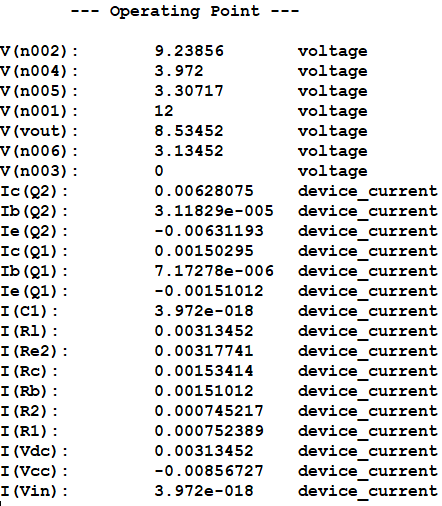 --- Operating Point ---
V(n002): 9.23856 voltage
V(n004): 3.972 voltage
V(n005): 3.30717 voltage
V(n001): 12 voltage
V(vout): 8.53452 voltage
V(n006): 3.13452 voltage
V(n003): 0 voltage
Ic(Q2): 0.00628075 device_current
Ib(Q2): 3.11829e-005 device_current
Ie(Q2): -0.00631193 device_current
Ic(Q1): 0.00150295 device_current
Ib(Q1): 7.17278e-006 device_current
Ie(Q1): -0.00151012 device_current
I(C1): 3.972e-018 device_current
I(Rl): 0.00313452 device_current
I(Re2): 0.00317741 device_current
I(Rc): 0.00153414 device_current
I(Rb): 0.00151012 device_current
I(R2): 0.000745217 device_current
I(R1): 0.000752389 device_current
I(Vdc): 0.00313452 device_current
I(Vcc): -0.00856727 device_current
I(Vin): 3.972e-018 device_current